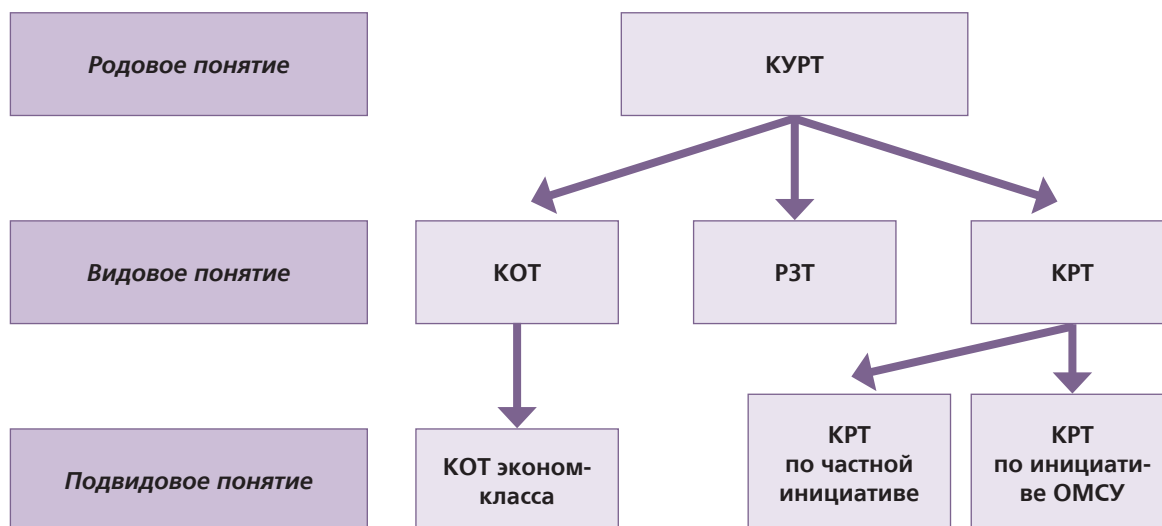 Родовое понятие
КУРТ
Видовое понятие
КОТ
РЗТ
КРТ
Подвидовое понятие
КОТ эконом-
класса
КРТ
по частной
инициативе
КРТ
по инициати-
ве ОМСУ